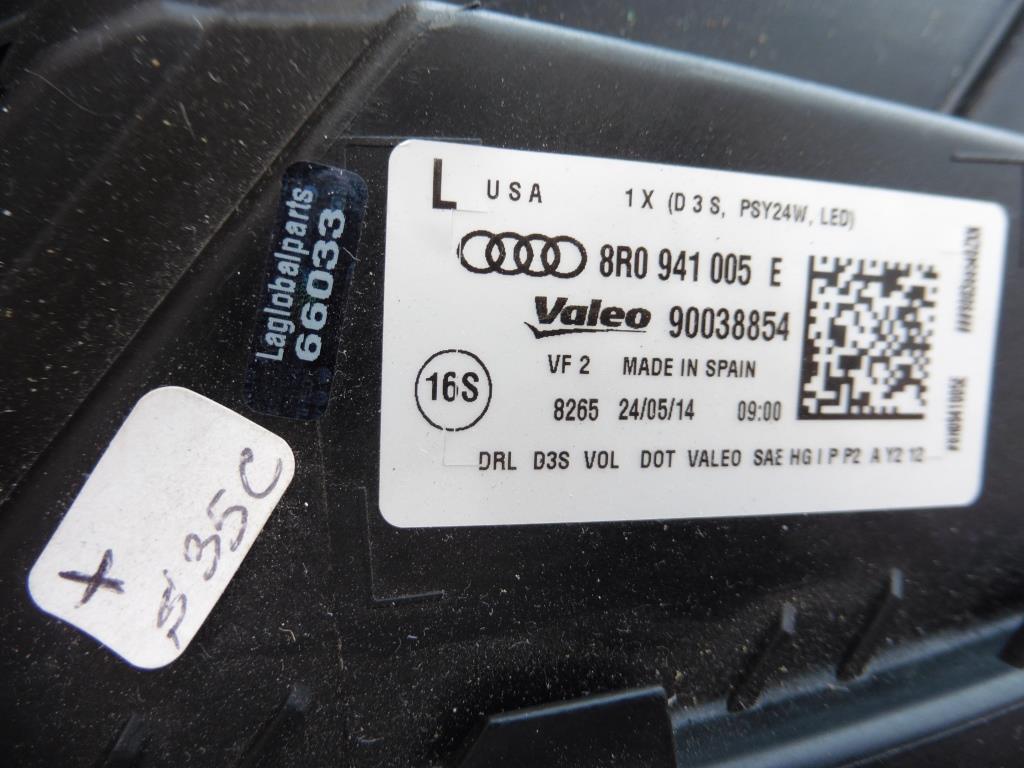 L USA 1X (D3S, PSY24W, LED)
8R0 941 005 E
Valeo 90038854
VF 2 MADE IN SPAIN
16S
8265 24/05/14 09:00
DRL D3S VOL DOT VALEO SAE HG I P P2 A Y2 12
Laglobalparts
66033
X
535C